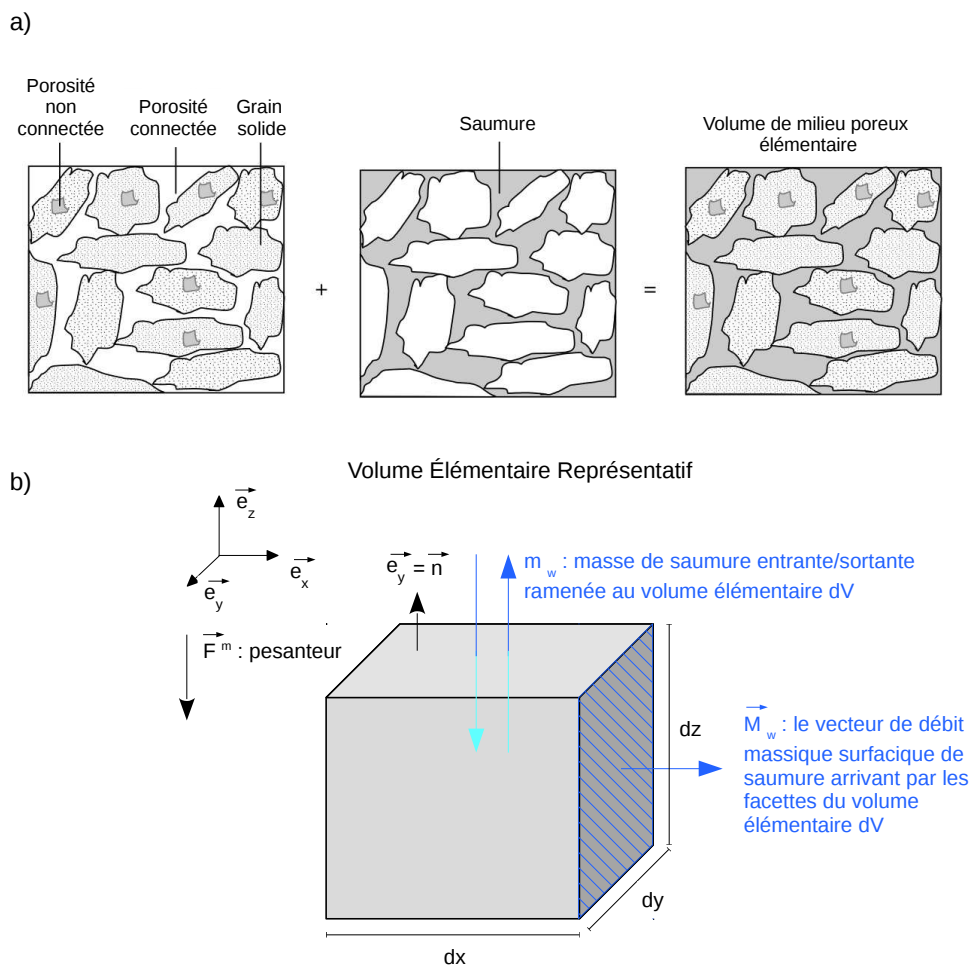 a)
Porosité
non
connectée
Porosité
connectée
Grain
solide
Saumure
Volume de milieu poreux
élémentaire
+
=
b)
Volume Élémentaire Représentatif
e z
e x
e y
F m : pesanteur
e y = n
m w : masse de saumure entrante/sortante
ramenée au volume élémentaire dV
dz
M w : le vecteur de débit
massique surfacique de
saumure arrivant par les
facettes du volume
élémentaire dV
dy
dx